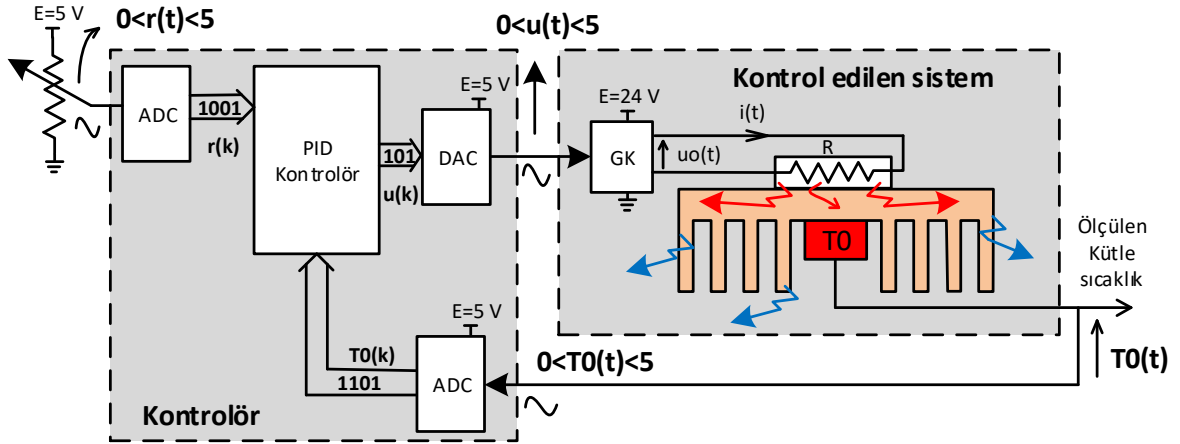 E=5 V
0<r(t)<5
ADC
1001
r(k)
PID
Kontrolör
101
u(k)
E=5 V
DAC
0<u(t)<5
Kontrol edilen sistem
E=24 V
GK
i(t)
uo(t)
R
T0
Ölçülen
Kütle
sıcaklık
T0(t)
E=5 V
T0(k)
1101
ADC
0<T0(t)<5
Kontrolör